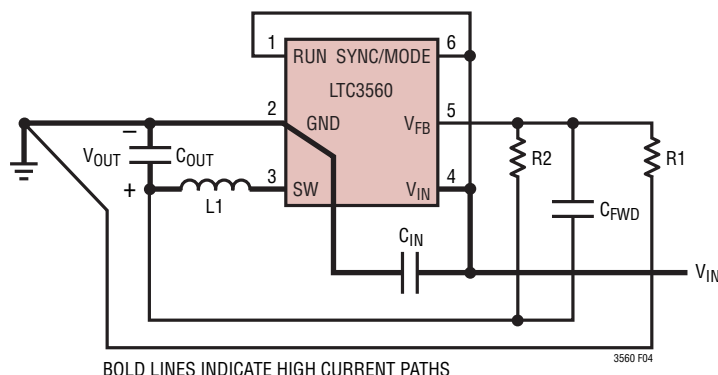 1
RUN SYNC/MODE
6
LTC3560
2
GND
VFB
5
−
VOUT
COUT
+
L1
3
SW
VIN
4
R2
R1
CFWD
CIN
VIN
BOLD LINES INDICATE HIGH CURRENT PATHS
3560 F04